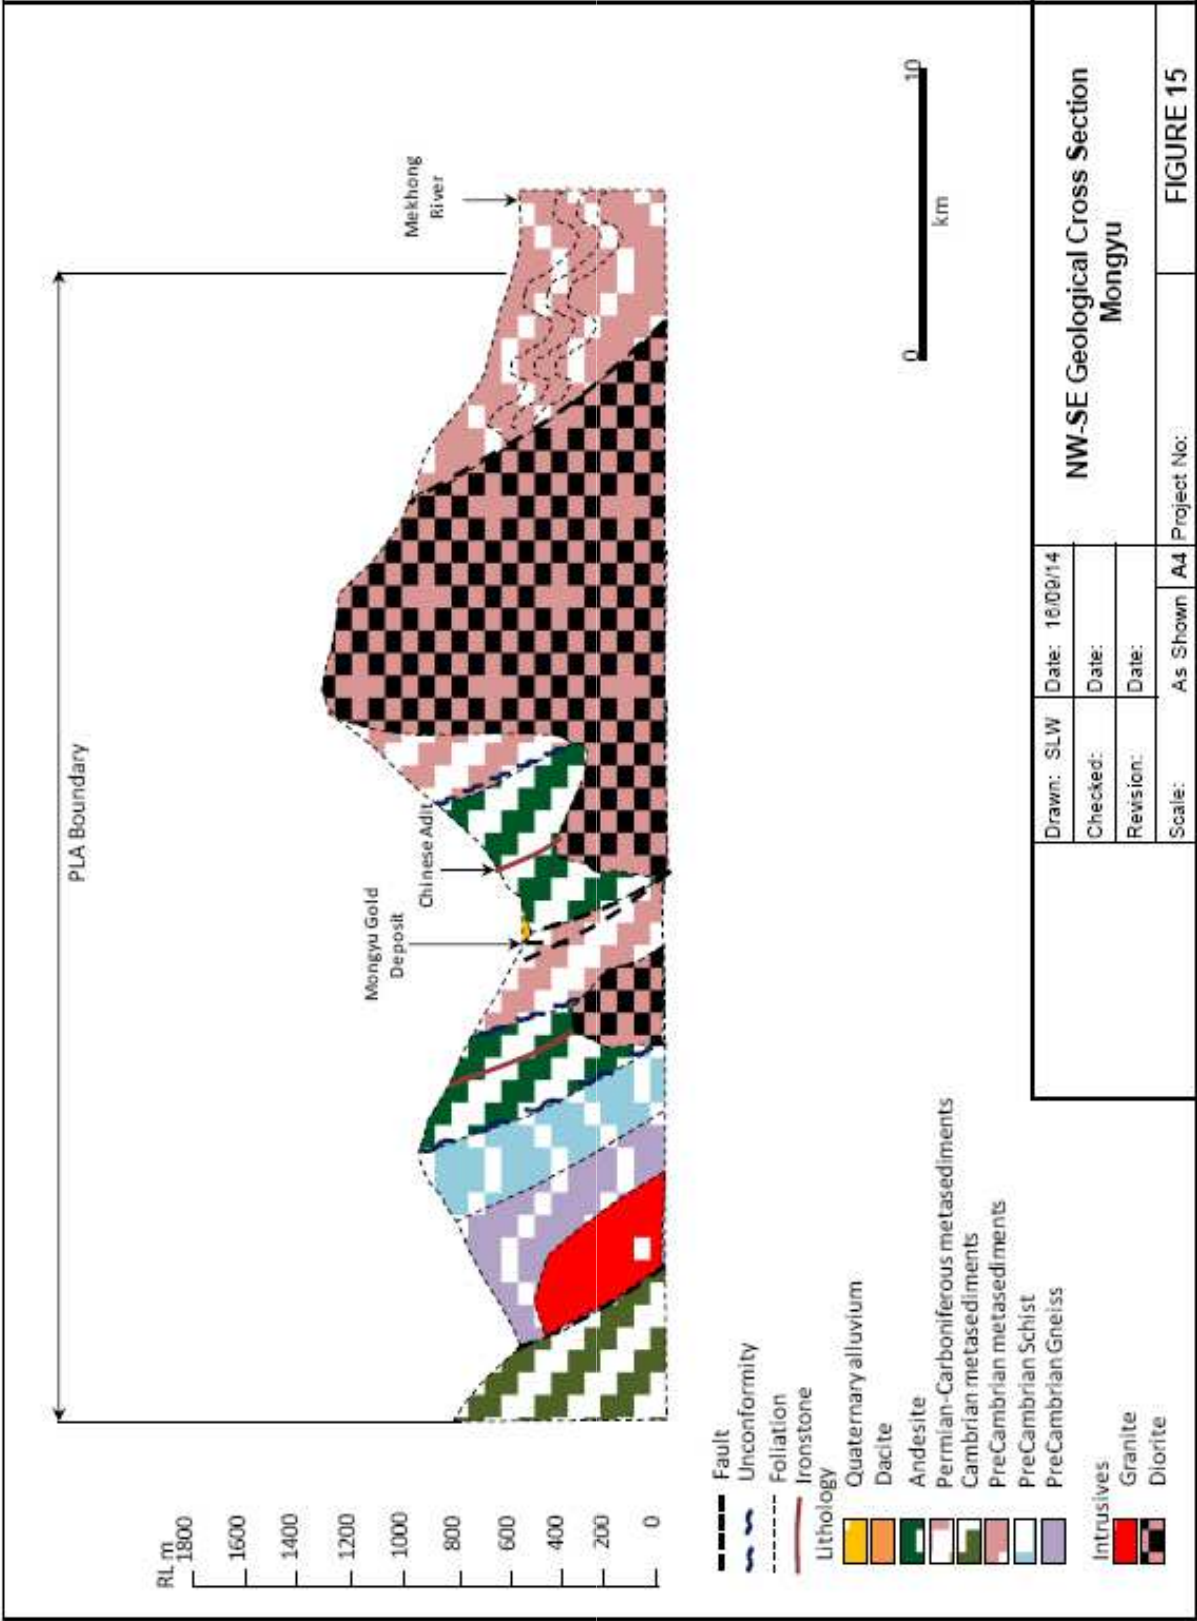 PLA Boundary
Mekhong
River
Chinese Adit
Mongyu Gold
Deposit
RL m
1800
1600
1400
1200
1000
800
600
400
200
0
0
10
km
Fault
Unconformity
Foliation
Ironstone
Lithology
Quaternary alluvium
Dacite
Andesite
Permian-Carboniferous metasediments
Cambrian metasediments
PreCambrian metasediments
PreCambrian Schist
PreCambrian Gneiss
Intrusives
Granite
Diorite
Drawn: SLW Date: 16/09/14
Checked: Date:
Revision: Date:
Scale: As Shown A4 Project No:
NW-SE Geological Cross Section
Mongyu
FIGURE 15